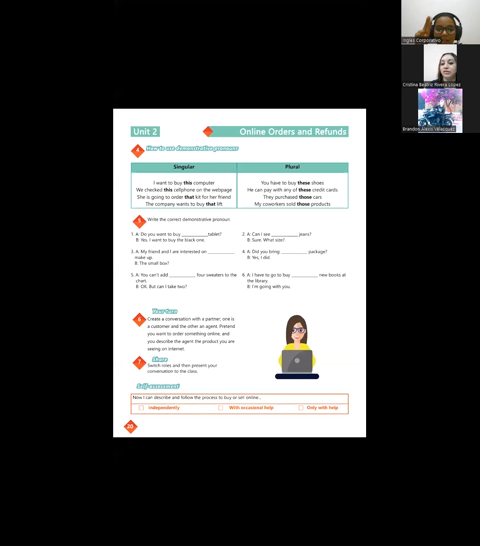 Ingles Corporativo
Cristina Beatriz Rivera López
Brandon Alexis Velazquez
Unit 2
Online Orders and Refunds
4
How to use demonstrative pronouns
Singular
Plural
I want to buy this computer
We checked this cellphone on the webpage
She is going to order that kit for her friend
The company wants to buy that lift
You have to buy these shoes
He can pay with any of these credit cards
They purchased those cars
My coworkers sold those products
5
Write the correct demonstrative pronoun:
1. A: Do you want to buy __________tablet?
B: Yes. I want to buy the black one.
2. A: Can I see __________ jeans?
B: Sure. What size?
3. A: My friend and I are interested on __________
make up.
B: The small box?
4. A: Did you bring __________ package?
B: Yes, I did.
5. A: You can't add __________ four sweaters to the
chart.
B: OK. But can I take two?
6. A: I have to go to buy __________ new books at
the library.
B: I'm going with you.
6
Your turn
Create a conversation with a partner; one is
a customer and the other an agent. Pretend
you want to order something online, and
you describe the agent the product you are
seeing on internet.
7
Share
Switch roles and then present your
conversation to the class.
Self-assessment
Now I can describe and follow the process to buy or sell online...
Independently
With occasional help
Only with help
20